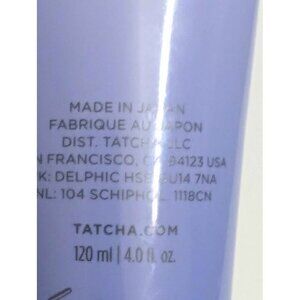 MADE IN JAPAN
FABRIQUE AU JAPON
DIST. TATCHA LLC
N FRANCISCO, CA 94123 USA
K: DELPHIC HSE GU14 7NA
NL: 104 SCHIPHOL 1118CN
TATCHA.COM
120 ml | 4.0 fl. oz.